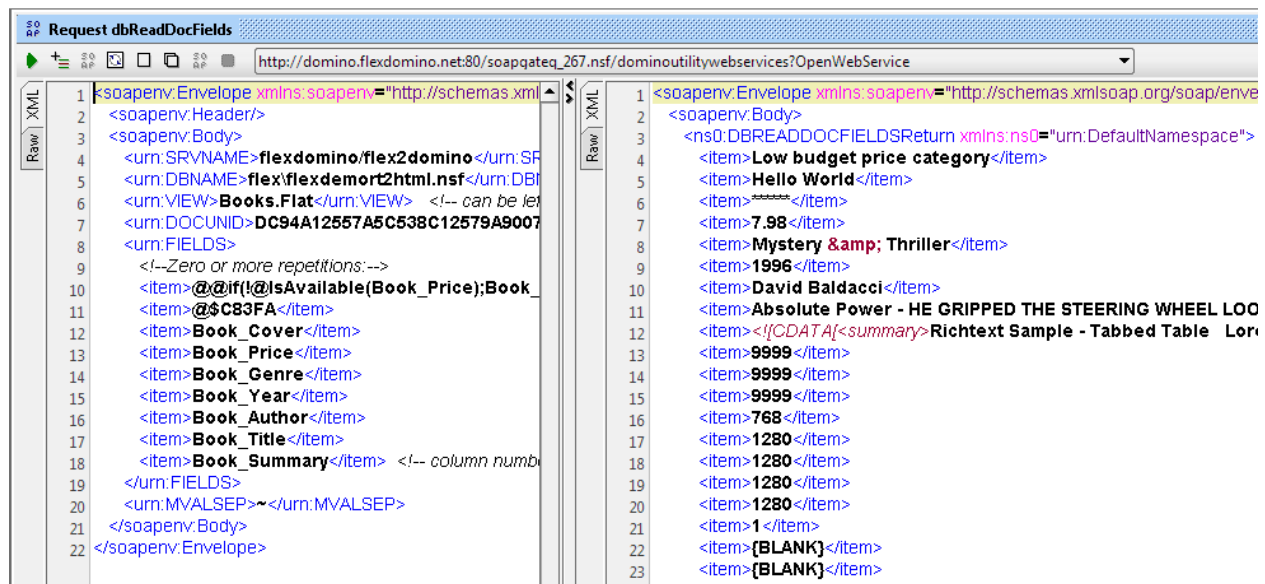 SO AP Request dbReadDocFields
http://domino.flexdomino.net:80/soapgateq_267.nsf/dominoutilitywebservices?OpenWebService
XML
Raw
1 <soapenv:Envelope xmlns:soapenv="http://schemas.xml
2 <soapenv:Header/>
3 <soapenv:Body>
4 <urn:SRVNAME>flexdomino/flex2domino</urn:SR
5 <urn:DBNAME>flex\flexdemort2html.nsf</urn:DB
6 <urn:VIEW>Books.Flat</urn:VIEW> <!-- can be lef
7 <urn:DOCUNID>DC94A12557A5C538C12579A9007
8 <urn:FIELDS>
9 <!--Zero or more repetitions:-->
10 <item>@@if(!@IsAvailable(Book_Price);Book_
11 <item>@$C83FA</item>
12 <item>Book_Cover</item>
13 <item>Book_Price</item>
14 <item>Book_Genre</item>
15 <item>Book_Year</item>
16 <item>Book_Author</item>
17 <item>Book_Title</item>
18 <item>Book_Summary</item> <!-- column numb
19 </urn:FIELDS>
20 <urn:MVALSEP>~</urn:MVALSEP>
21 </soapenv:Body>
22 </soapenv:Envelope>
XML
Raw
1 <soapenv:Envelope xmlns:soapenv="http://schemas.xmlsoap.org/soap/enve
2 <soapenv:Body>
3 <ns0:DBREADDOCFIELDSReturn xmlns:ns0="urn:DefaultNamespace">
4 <item>Low budget price category</item>
5 <item>Hello World</item>
6 <item>******</item>
7 <item>7.98</item>
8 <item>Mystery &amp; Thriller</item>
9 <item>1996</item>
10 <item>David Baldacci</item>
11 <item>Absolute Power - HE GRIPPED THE STEERING WHEEL LOO
12 <item><![CDATA[<summary>Richtext Sample - Tabbed Table Lor
13 <item>9999</item>
14 <item>9999</item>
15 <item>9999</item>
16 <item>768</item>
17 <item>1280</item>
18 <item>1280</item>
19 <item>1280</item>
20 <item>1280</item>
21 <item>1</item>
22 <item>{BLANK}</item>
23 <item>{BLANK}</item>